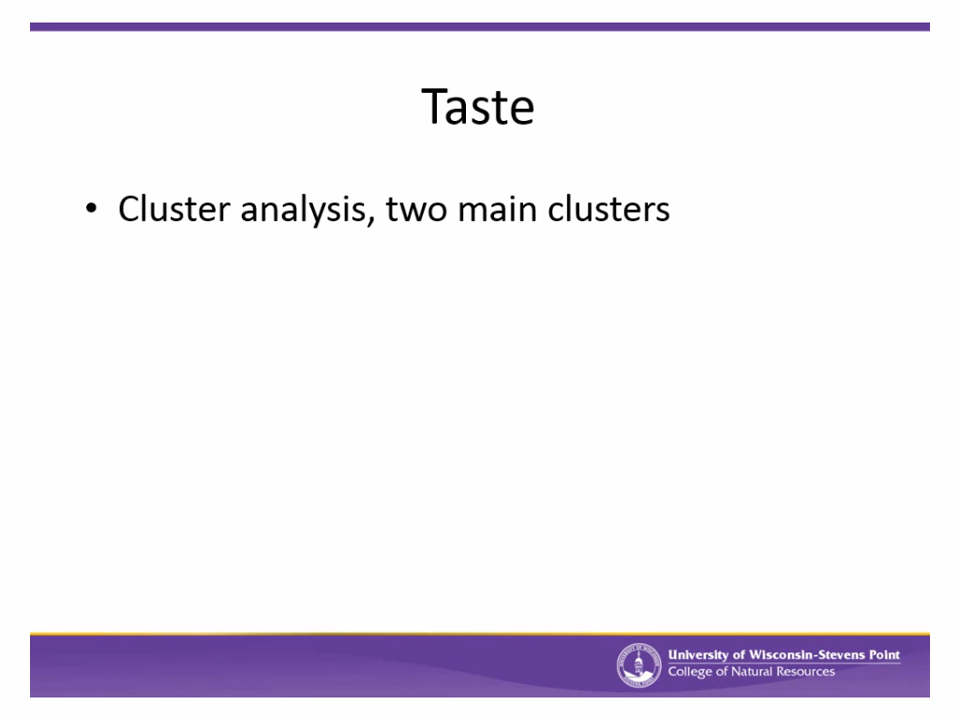 Taste
• Cluster analysis, two main clusters
University of Wisconsin-Stevens Point
College of Natural Resources